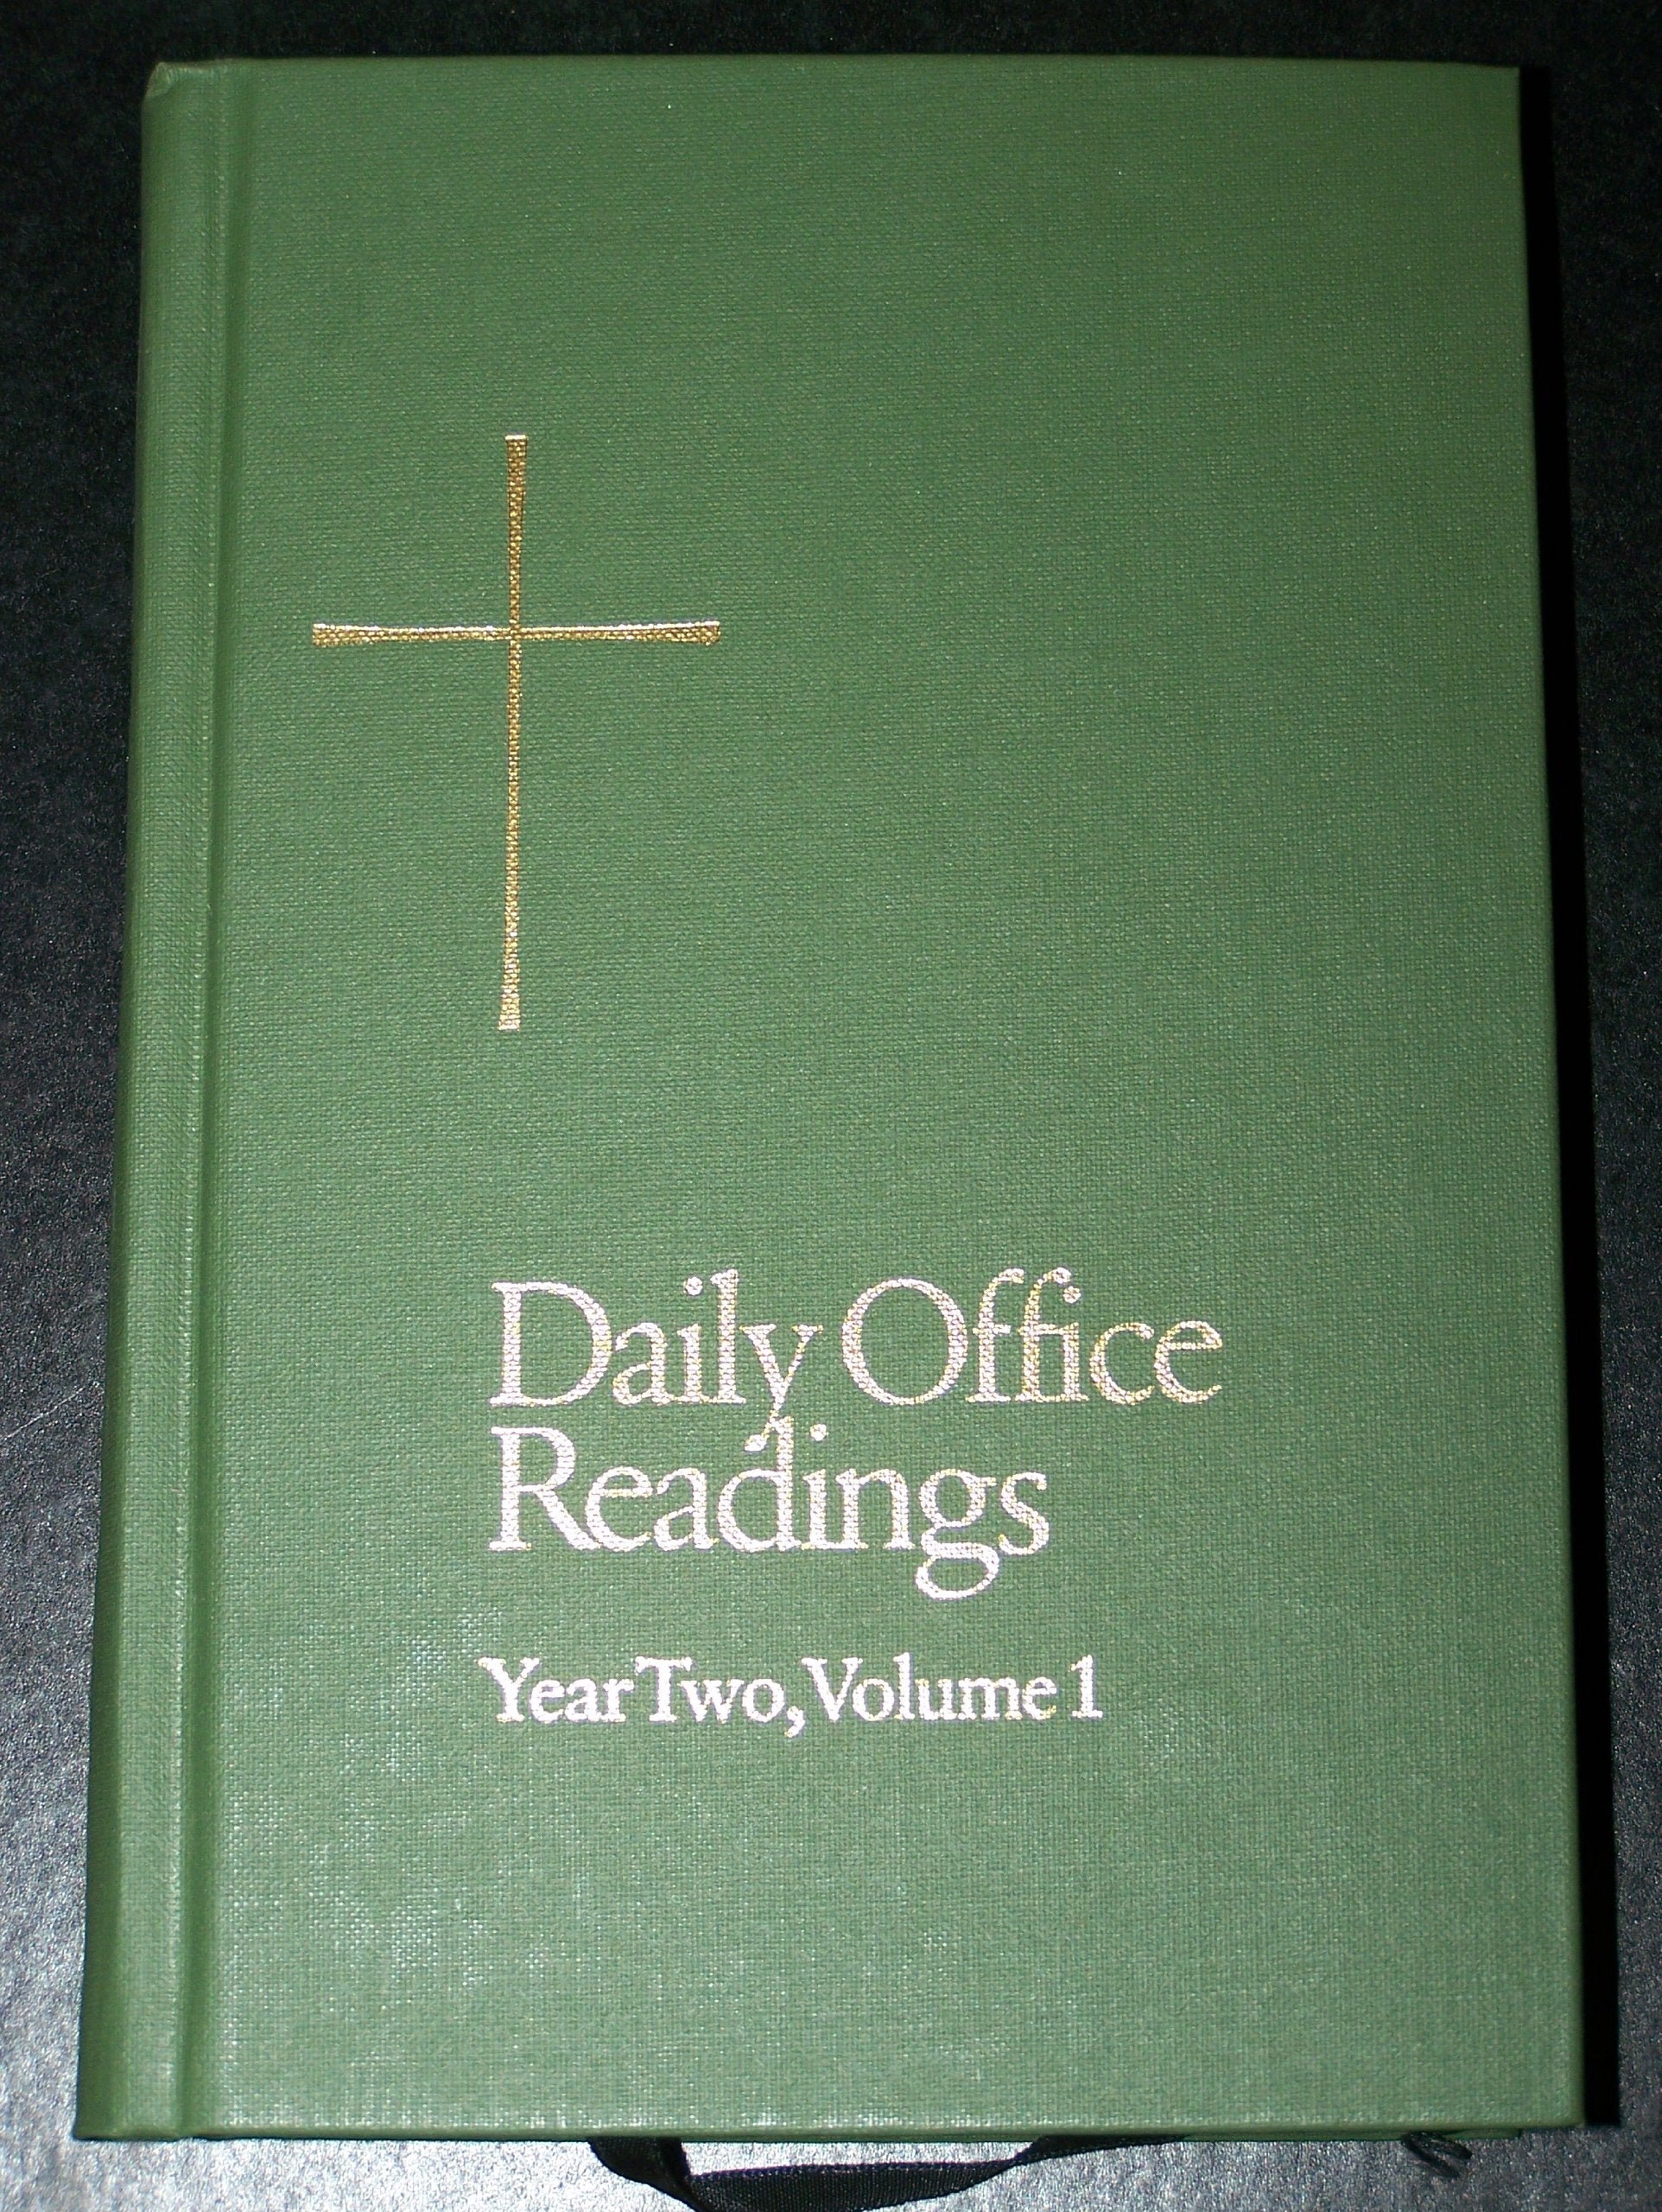 Daily Office
Readings
Year Two, Volume 1